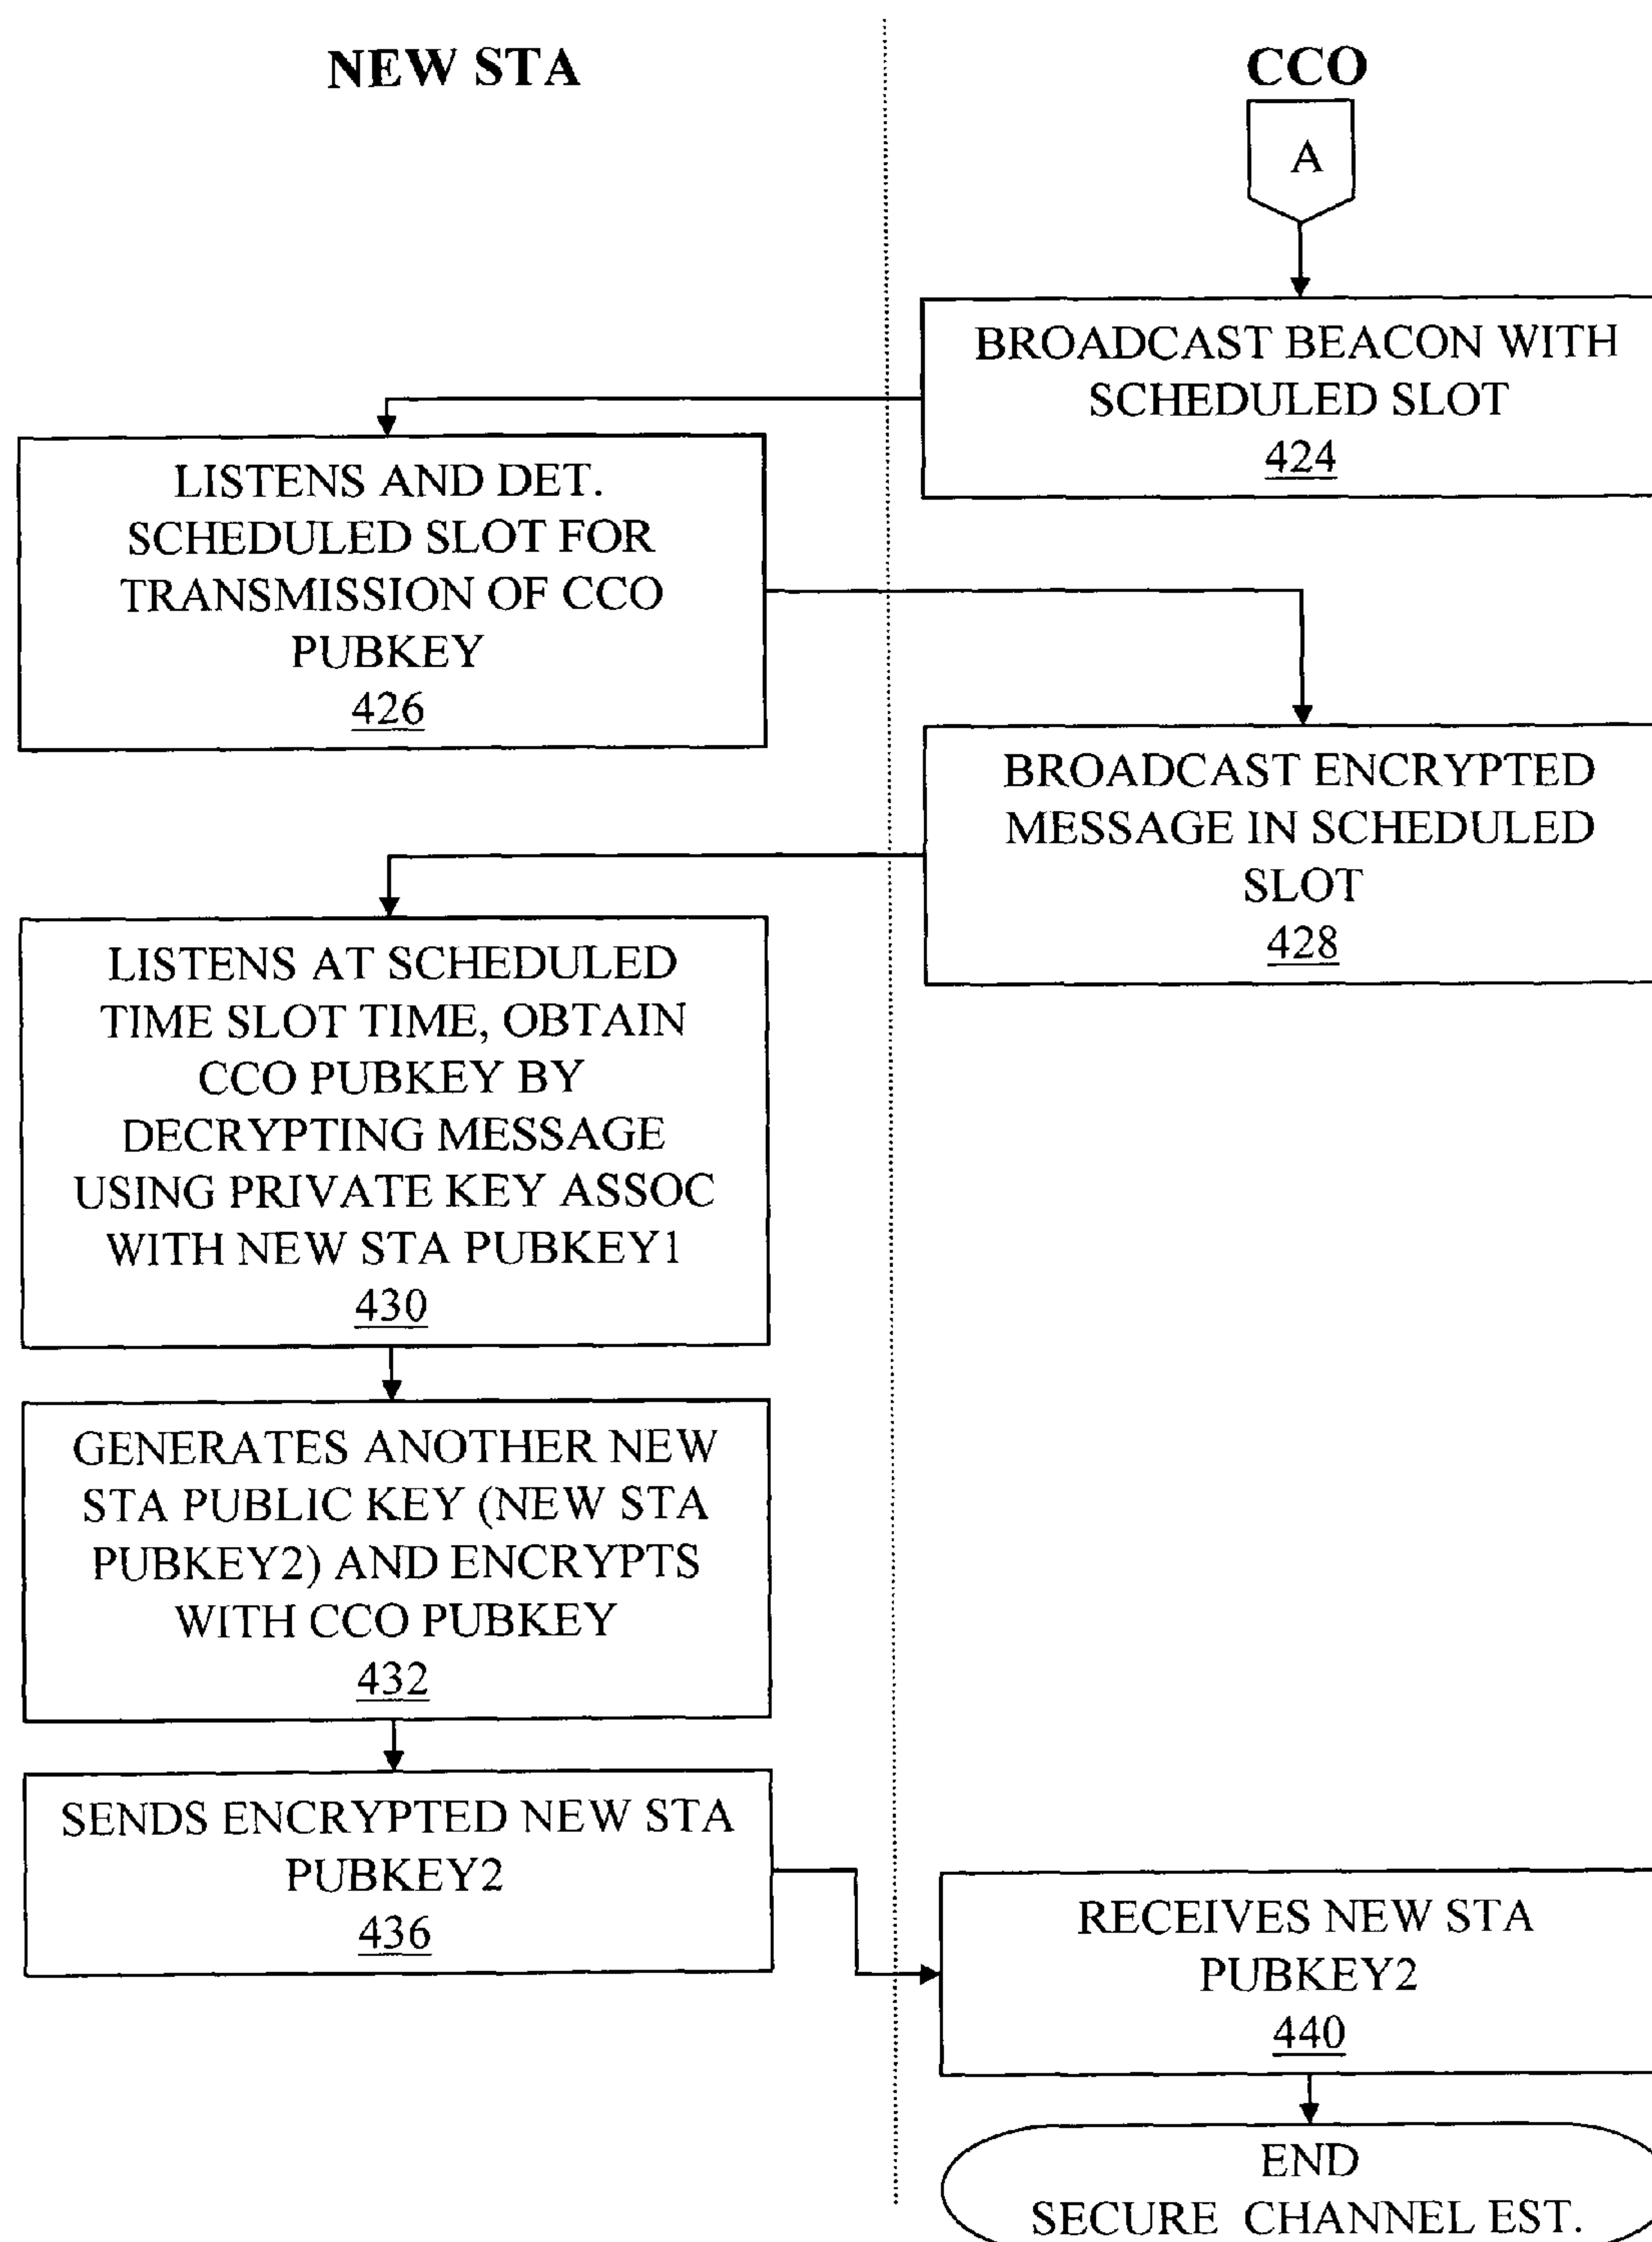 NEW STA
CCO
A
BROADCAST BEACON WITH
SCHEDULED SLOT
424
LISTENS AND DET.
SCHEDULED SLOT FOR
TRANSMISSION OF CCO
PUBKEY
426
BROADCAST ENCRYPTED
MESSAGE IN SCHEDULED
SLOT
428
LISTENS AT SCHEDULED
TIME SLOT TIME, OBTAIN
CCO PUBKEY BY
DECRYPTING MESSAGE
USING PRIVATE KEY ASSOC
WITH NEW STA PUBKEY1
430
GENERATES ANOTHER NEW
STA PUBLIC KEY (NEW STA
PUBKEY2) AND ENCRYPTS
WITH CCO PUBKEY
432
SENDS ENCRYPTED NEW STA
PUBKEY2
436
RECEIVES NEW STA
PUBKEY2
440
END
SECURE CHANNEL EST.